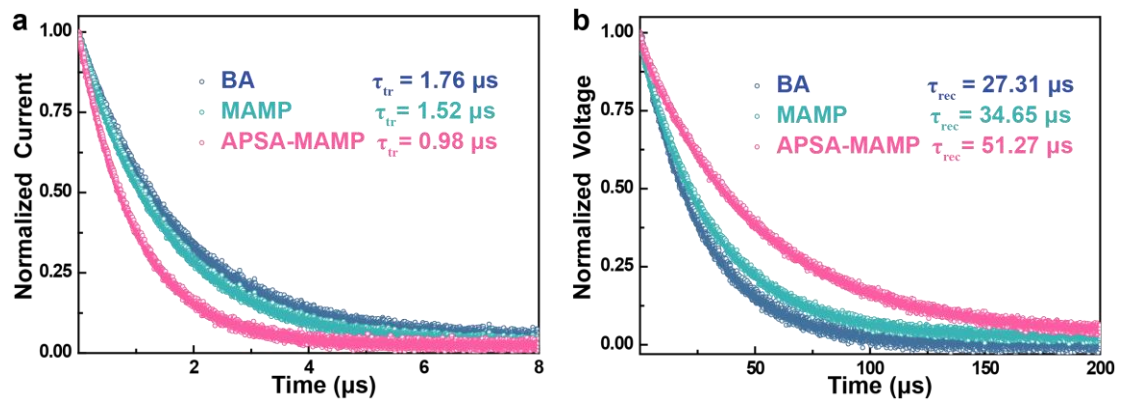 a
1.00
0.75
0.50
0.25
0.00
Normalized Current
BA τtr = 1.76 μs
MAMP τtr = 1.52 μs
APSA-MAMP τtr = 0.98 μs
2 4 6 8
Time (μs)
b
1.00
0.75
0.50
0.25
0.00
Normalized Voltage
BA τrec = 27.31 μs
MAMP τrec = 34.65 μs
APSA-MAMP τrec = 51.27 μs
50 100 150 200
Time (μs)